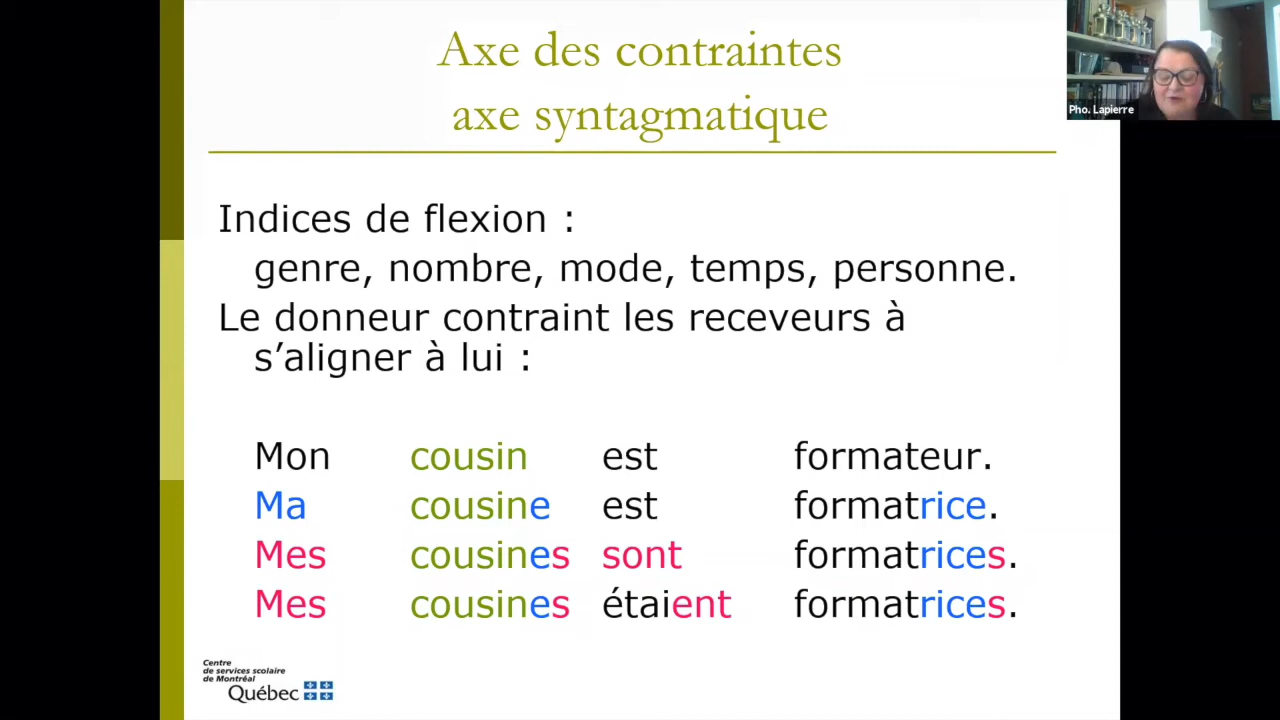 Axe des contraintes
axe syntagmatique
Pho. Lapierre
Indices de flexion :
genre, nombre, mode, temps, personne.
Le donneur contraint les receveurs à
s’aligner à lui :
Mon cousin est formateur.
Ma cousine est formatrice.
Mes cousines sont formatrices.
Mes cousines étaient formatrices.
Centre
de services scolaire
de Montréal
Québec